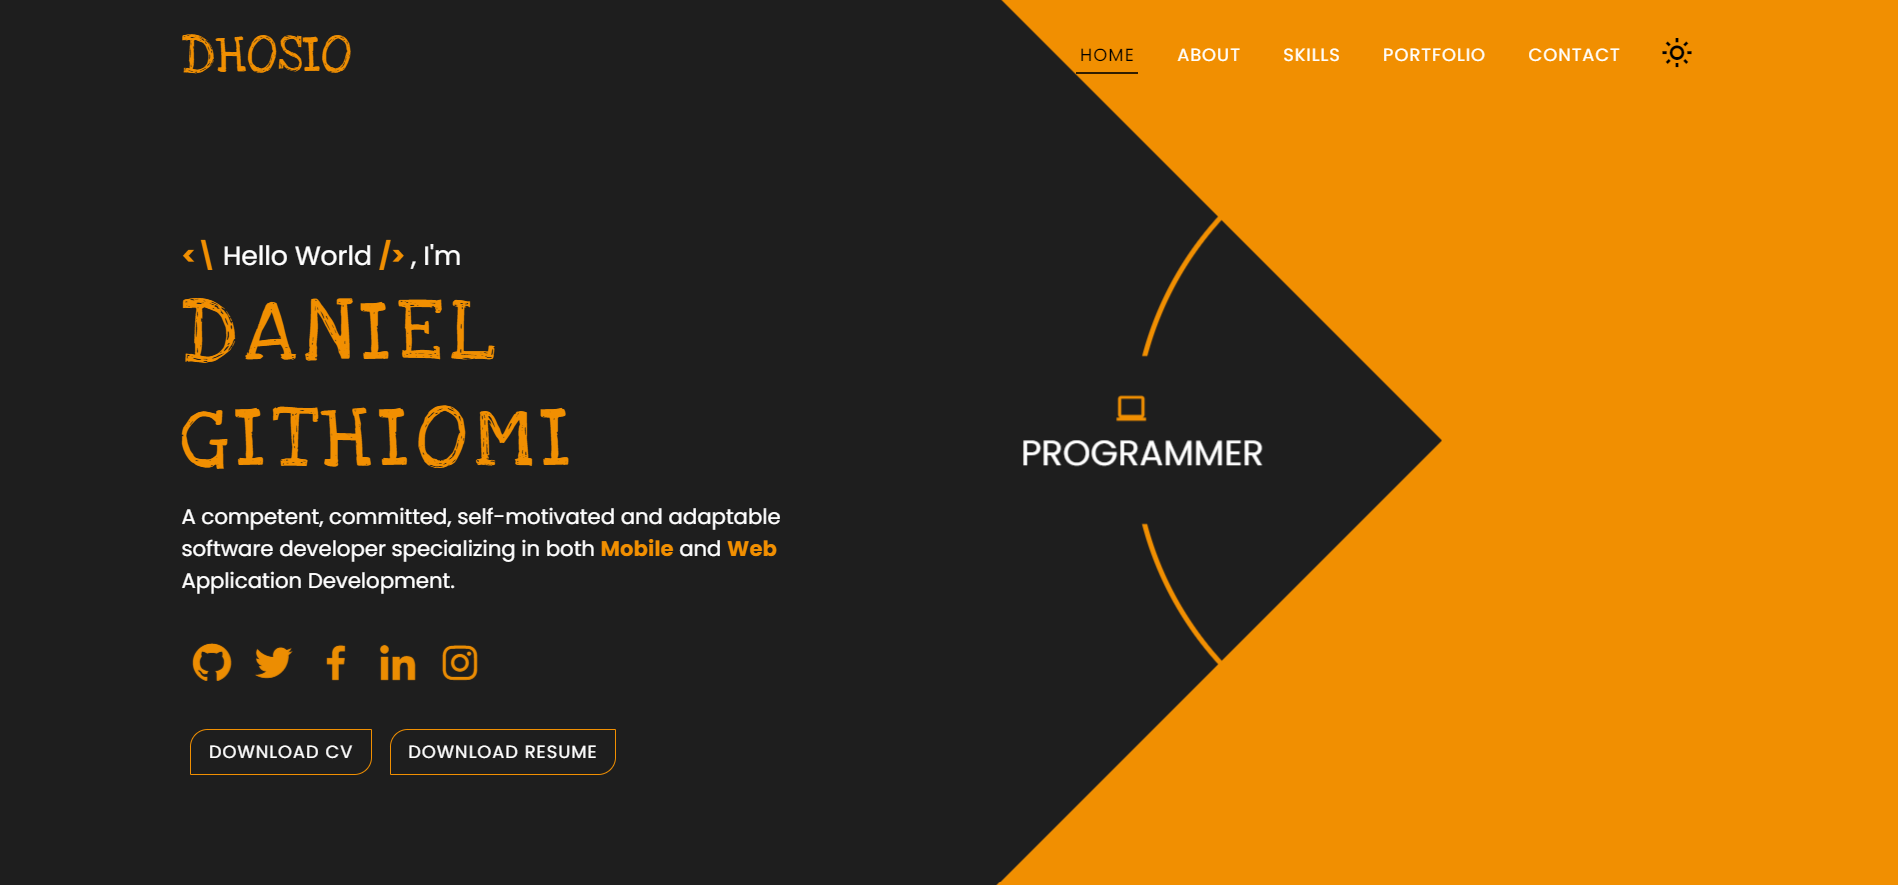 DHOSIO
HOME ABOUT SKILLS PORTFOLIO CONTACT
<\ Hello World /> , I'm
DANIEL
GITHIOMI
A competent, committed, self-motivated and adaptable
software developer specializing in both Mobile and Web
Application Development.
DOWNLOAD CV DOWNLOAD RESUME
PROGRAMMER